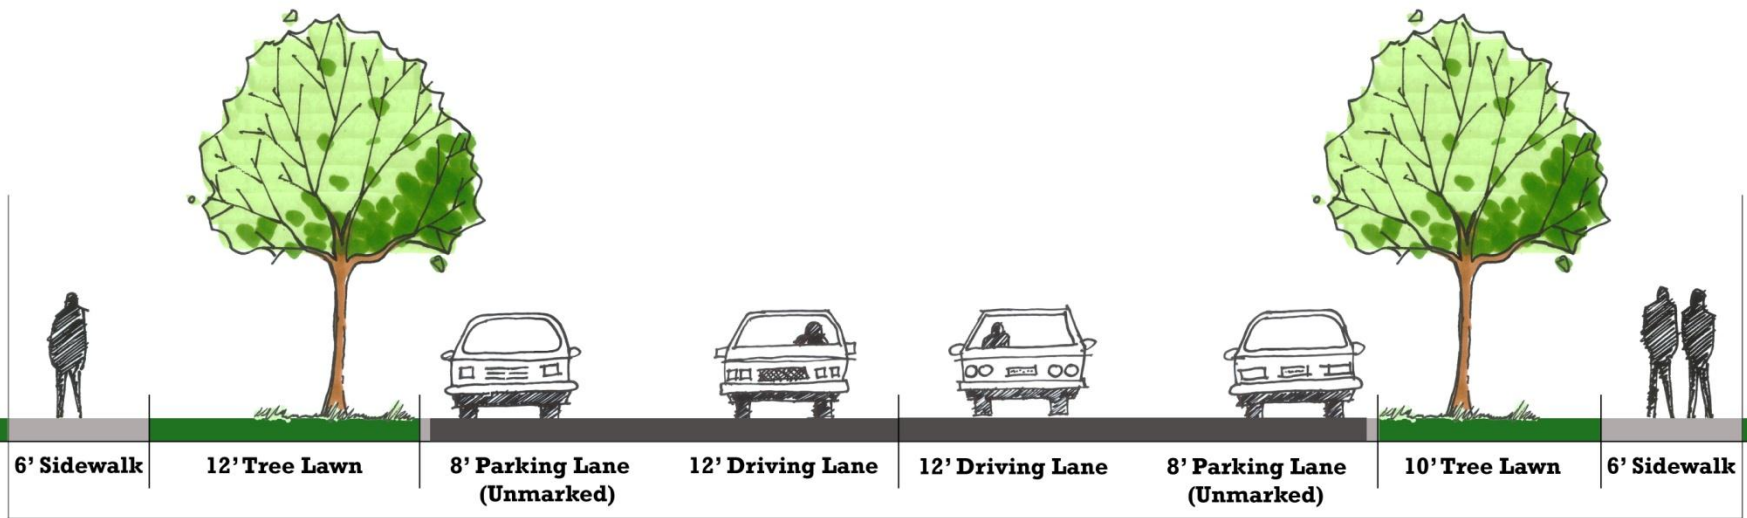 6' Sidewalk
12' Tree Lawn
8' Parking Lane
(Unmarked)
12' Driving Lane
12' Driving Lane
8' Parking Lane
(Unmarked)
10' Tree Lawn
6' Sidewalk